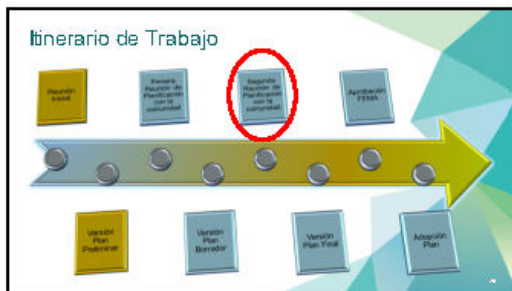 Itinerario de Trabajo
Reunión
Inicial
Primera
Reunión de
Planificación
con la
comunidad
Segunda
Reunión de
Planificación
con la
comunidad
Aprobación
FEMA
Versión
Plan
Preliminar
Versión
Plan
Borrador
Versión
Plan Final
Adopción
Plan